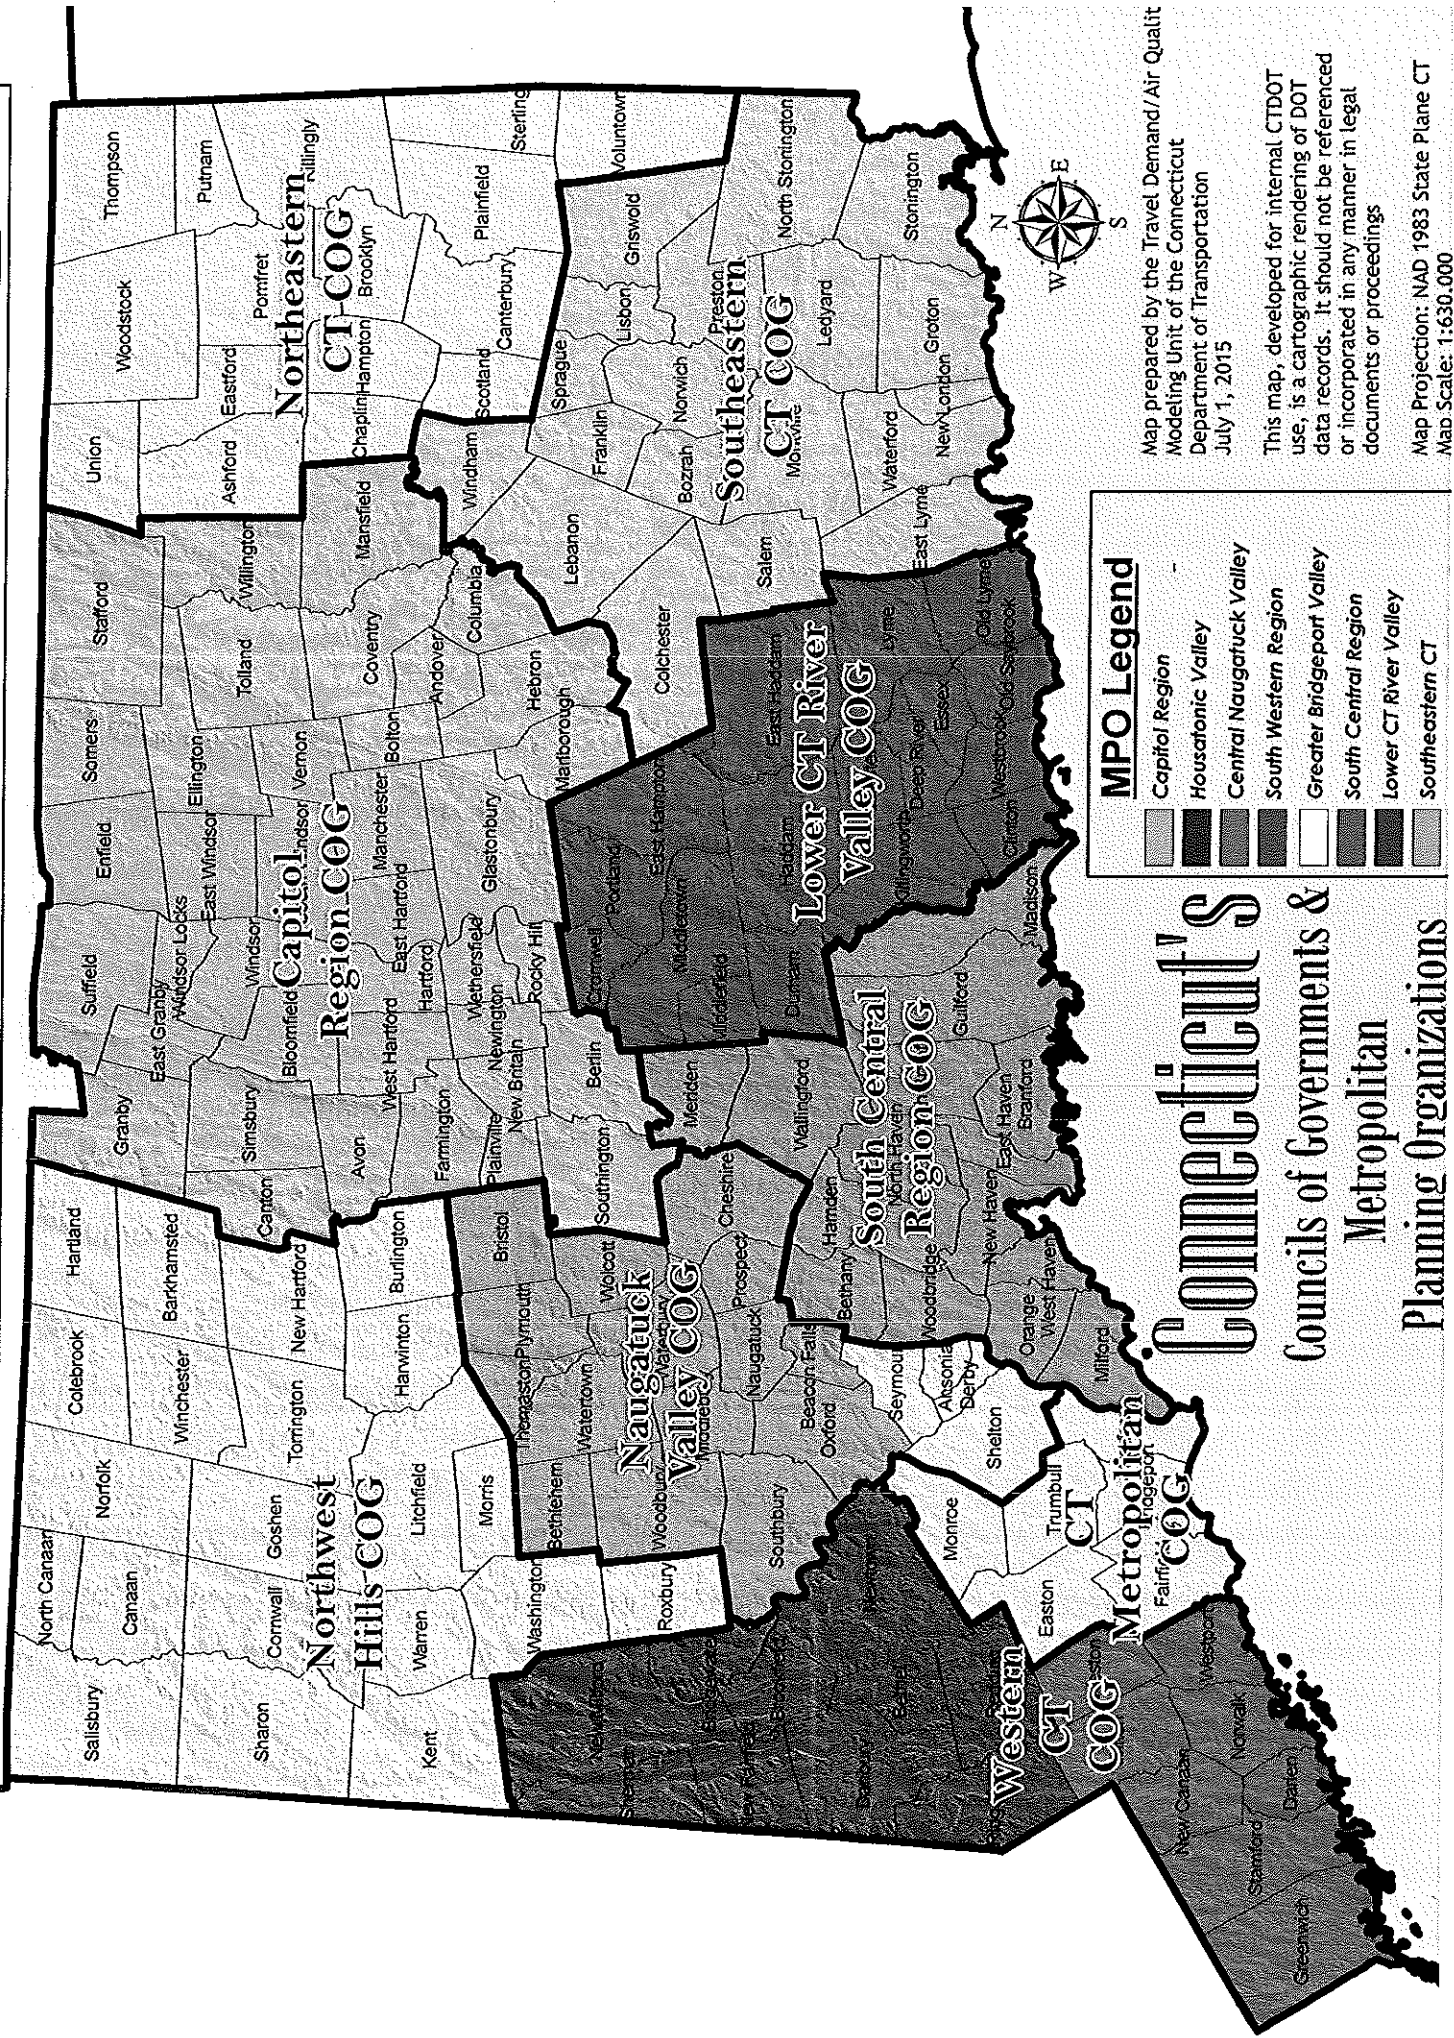 Thompson
Woodstock
Union
Putnam
Killingly
Pomfret
Eastford
Ashford
Northeastern
CT COG
Brooklyn
Hampton
Chaplin
Sterling
Plainfield
Canterbury
Scotland
Voluntown
Stafford
Somers
Enfield
Suffield
Willington
Tolland
Ellington
East Windsor
Windsor Locks
East Granby
Granby
Mansfield
Coventry
Vernon
Windsor
Bloomfield
Simsbury
Canton
Capitol
Region COG
Columbia
Andover
Bolton
Manchester
East Hartford
Hartford
West Hartford
Avon
Farmington
Hebron
Marlborough
Glastonbury
Wethersfield
Rocky Hill
Newington
New Britain
Plainville
Berlin
Southington
Hartland
Colebrook
Norfolk
North Canaan
Canaan
Salisbury
Barkhamsted
Winchester
New Hartford
Torrington
Goshen
Cornwall
Sharon
Northwest
Hills COG
Burlington
Harwinton
Litchfield
Morris
Warren
Kent
Washington
Roxbury
Bristol
Plymouth
Thomaston
Watertown
Bethlehem
Woodbury
Wolcott
Waterbury
Naugatuck
Valley COG
Cheshire
Prospect
Naugatuck
Beacon Falls
Oxford
Southbury
Seymour
Ansonia
Derby
Shelton
Windham
Lebanon
Colchester
Salem
Sprague
Franklin
Bozrah
Norwich
Lisbon
Griswold
Preston
North Stonington
Southeastern
CT COG
Ledyard
Stonington
Groton
New London
Waterford
East Lyme
Lower CT River
Valley COG
Portland
East Hampton
Middletown
Cromwell
Middlefield
Durham
Haddam
East Haddam
Killingworth
Deep River
Essex
Lyme
Old Lyme
Old Saybrook
Westbrook
Clinton
Meriden
Wallingford
Hamden
North Haven
Bethany
Woodbridge
South Central
Region COG
Guilford
Madison
Branford
East Haven
New Haven
West Haven
Orange
Milford
Monroe
Trumbull
Easton
CT
Metropolitan
COG
Western
CT
COG
Westport
Norwalk
New Canaan
Darien
Stamford
Greenwich
N
E
S
W
Map prepared by the Travel Demand/Air Qualit
Modeling Unit of the Connecticut
Department of Transportation
July 1, 2015
This map, developed for internal CTDOT
use, is a cartographic rendering of DOT
data records. It should not be referenced
or incorporated in any manner in legal
documents or proceedings
Map Projection: NAD 1983 State Plane CT
Map Scale: 1:630,000
MPO Legend
Capitol Region
Housatonic Valley
Central Naugatuck Valley
South Western Region
Greater Bridgeport Valley
South Central Region
Lower CT River Valley
Southeastern CT
Connecticut's
Councils of Governments &
Metropolitan
Planning Organizations